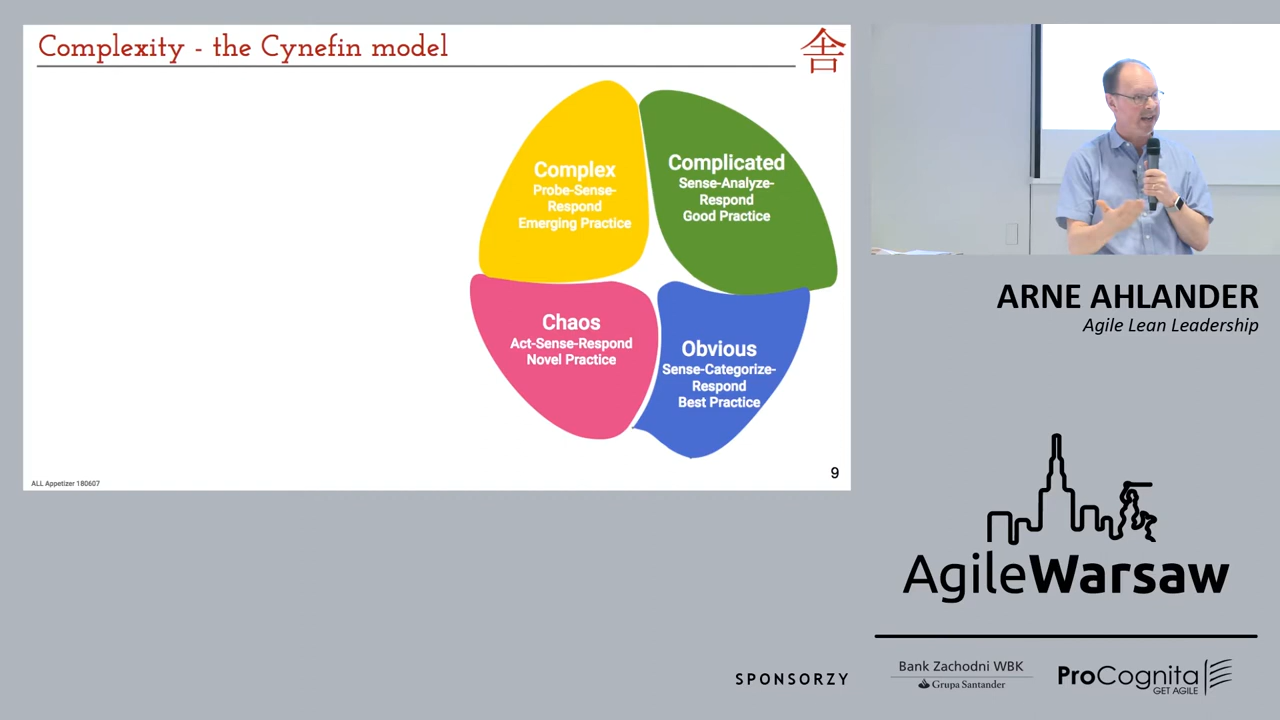 Complexity - the Cynefin model
舍
Complex
Probe-Sense-
Respond
Emerging Practice
Complicated
Sense-Analyze-
Respond
Good Practice
Chaos
Act-Sense-Respond
Novel Practice
Obvious
Sense-Categorize-
Respond
Best Practice
ALL Appetizer 180607
9
ARNE AHLANDER
Agile Lean Leadership
AgileWarsaw
SPONSORZY
Bank Zachodni WBK
Grupa Santander
ProCognita
GET AGILE